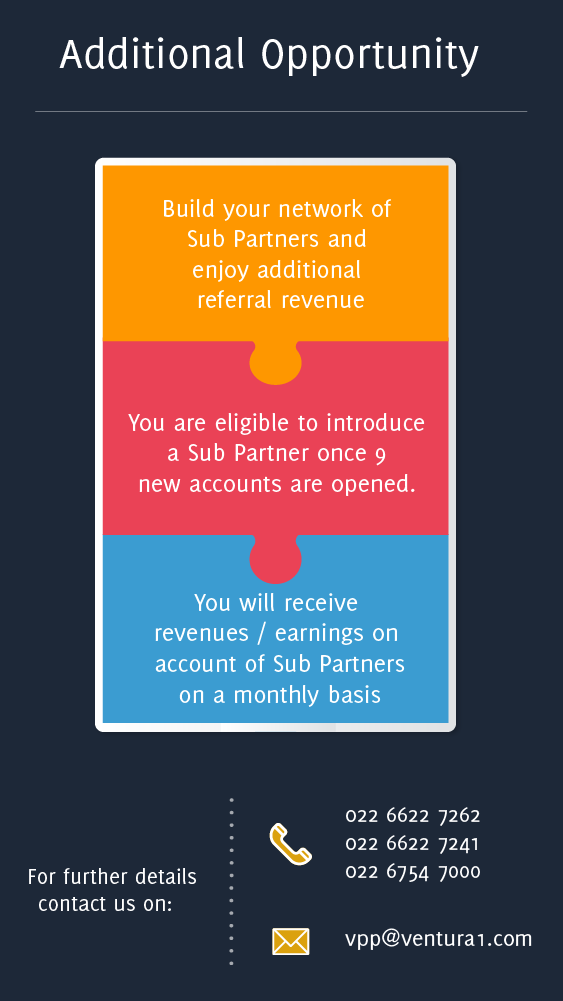 Additional Opportunity
Build your network of
Sub Partners and
enjoy additional
referral revenue
You are eligible to introduce
a Sub Partner once 9
new accounts are opened.
You will receive
revenues / earnings on
account of Sub Partners
on a monthly basis
For further details
contact us on:
022 6622 7262
022 6622 7241
022 6754 7000
vpp@ventura1.com